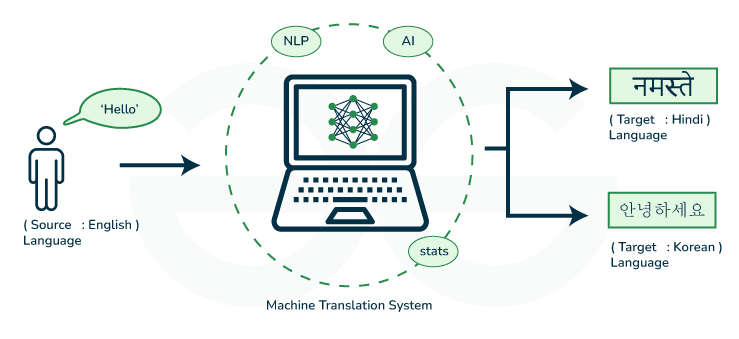 ‘Hello’
( Source : English )
Language
NLP
AI
stats
Machine Translation System
नमस्ते
( Target : Hindi )
Language
안녕하세요
( Target : Korean )
Language